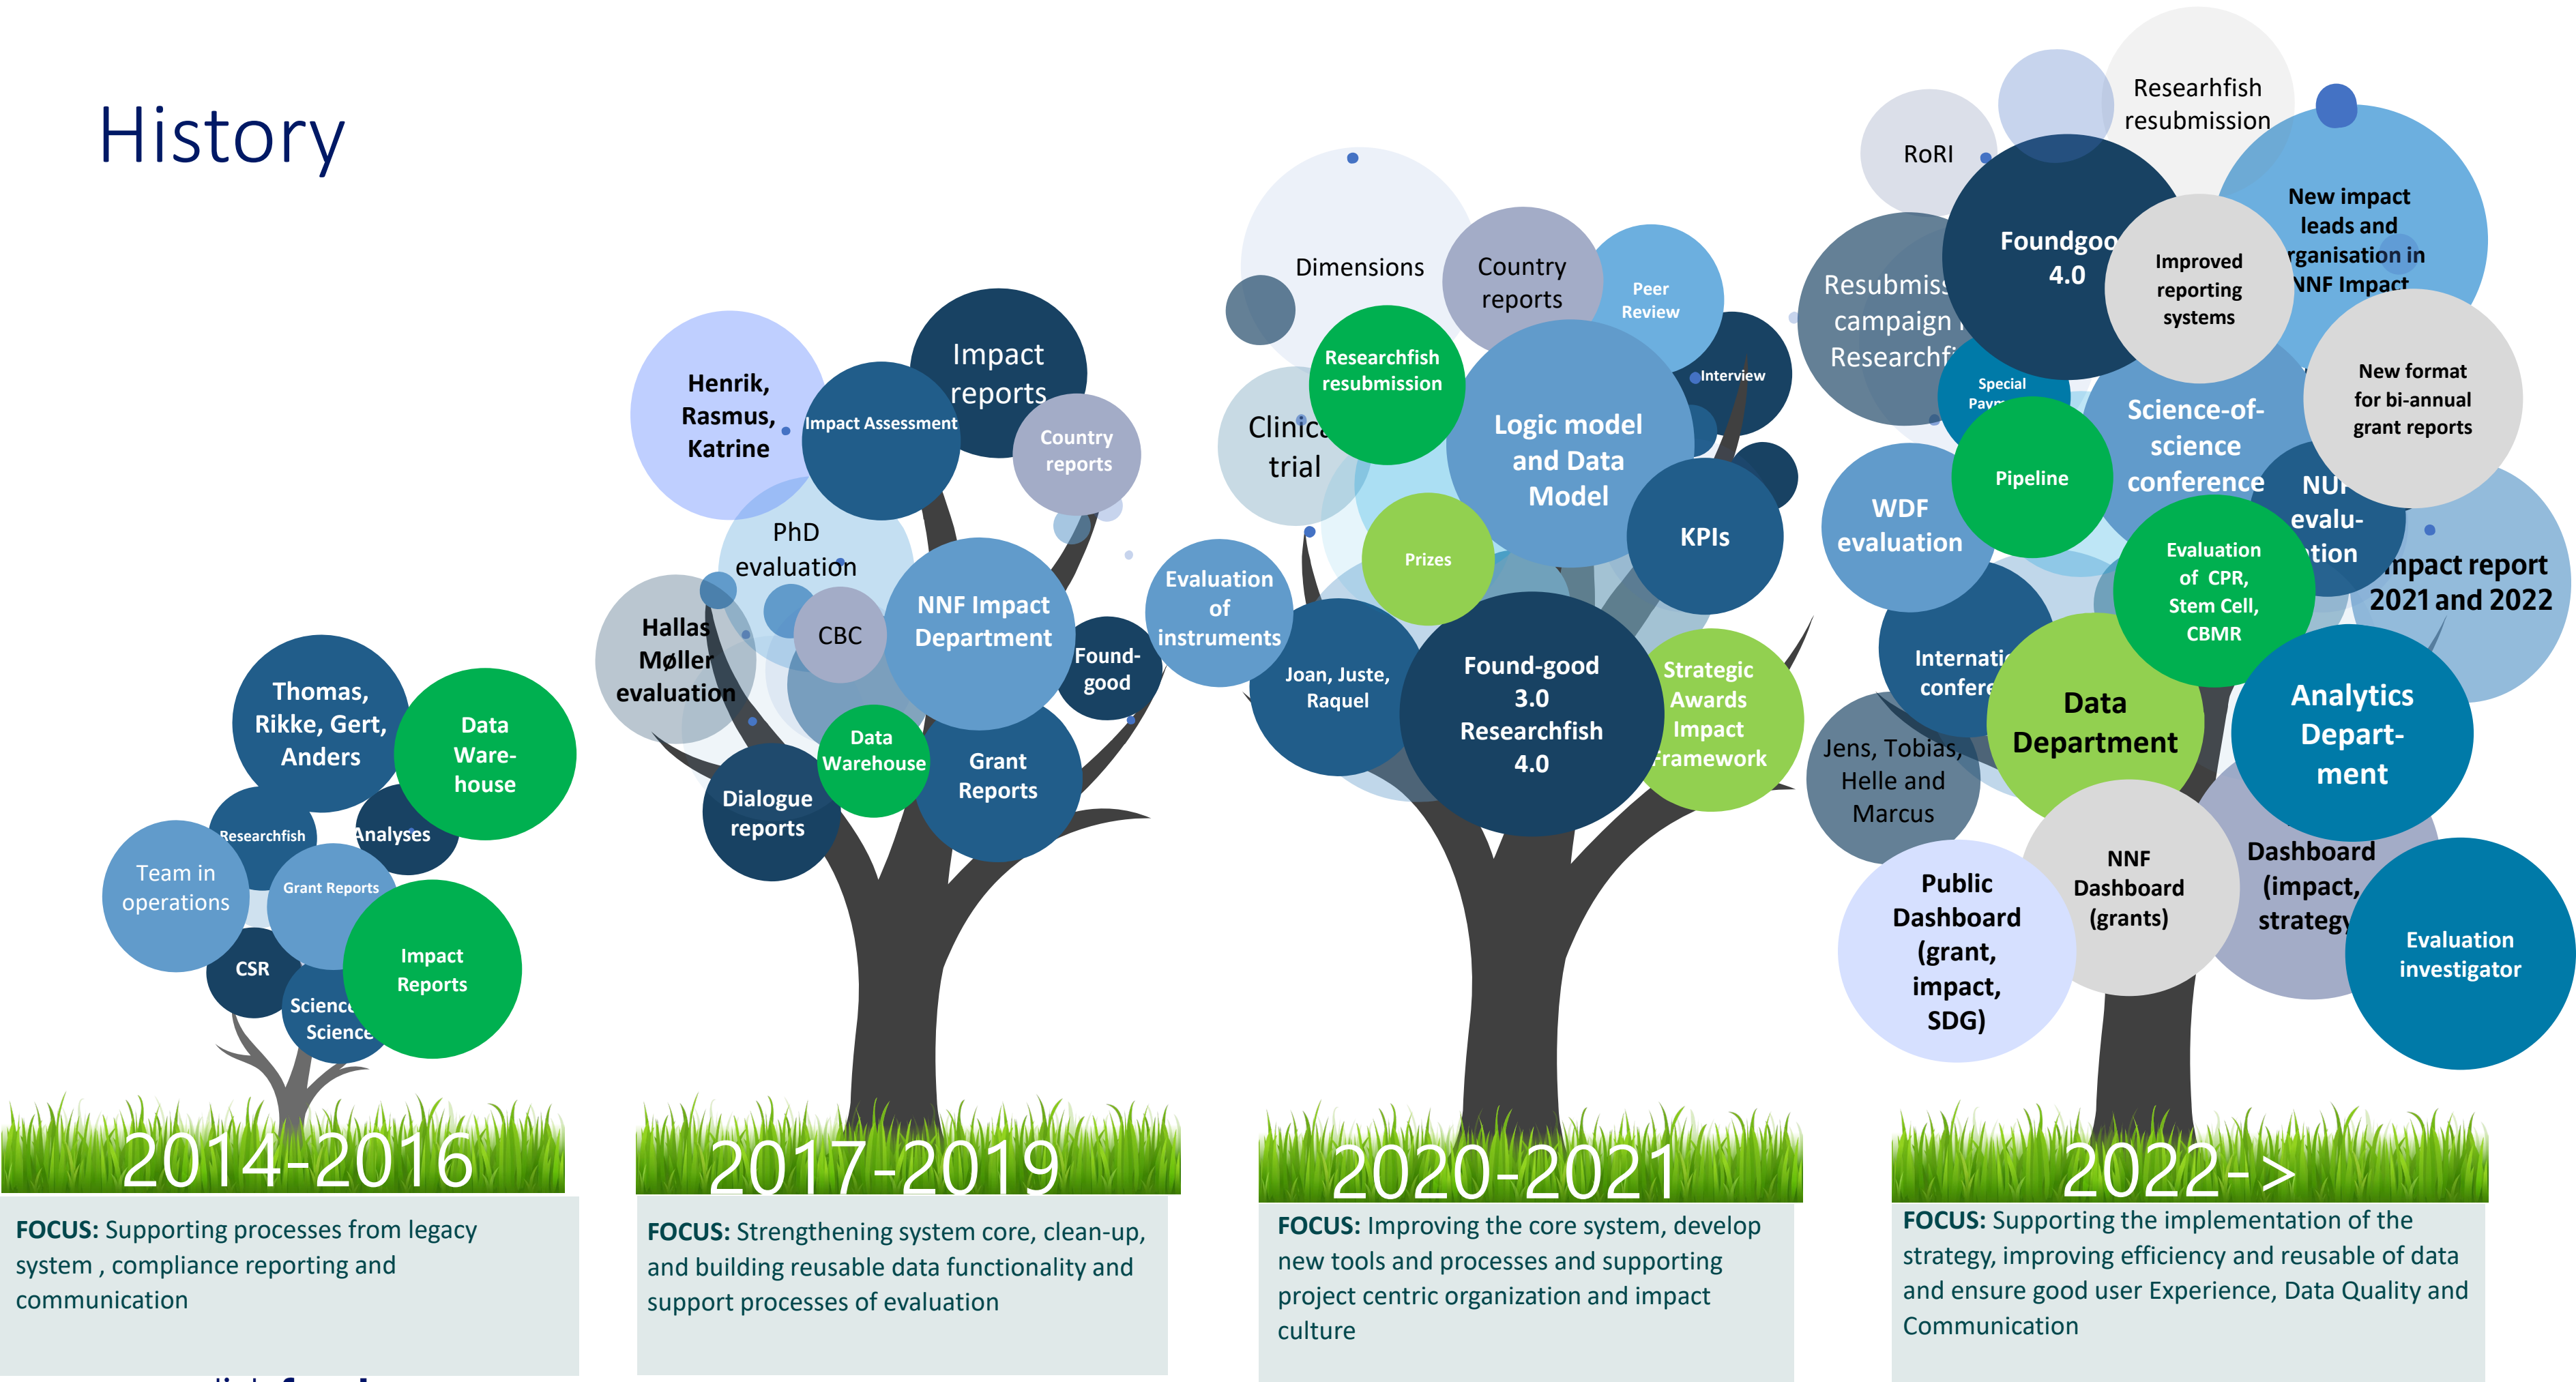 History
Thomas,
Rikke, Gert,
Anders
Data
Ware-
house
Researchfish
Analyses
Team in
operations
Grant Reports
CSR
Impact
Reports
Science
Science
2014-2016
FOCUS: Supporting processes from legacy
system , compliance reporting and
communication
Henrik,
Rasmus,
Katrine
Impact Assessment
Impact
reports
Country
reports
PhD
evaluation
Hallas
Møller
evaluation
CBC
NNF Impact
Department
Found-
good
Data
Warehouse
Grant
Reports
Dialogue
reports
2017-2019
FOCUS: Strengthening system core, clean-up,
and building reusable data functionality and
support processes of evaluation
Dimensions
Country
reports
Peer
Review
Researchfish
resubmission
Interview
trial
Logic model
and Data
Model
KPIs
Prizes
Evaluation
of
instruments
Joan, Juste,
Raquel
Found-good
3.0
Researchfish
4.0
Strategic
Awards
Impact
Framework
2020-2021
FOCUS: Improving the core system, develop
new tools and processes and supporting
project centric organization and impact
culture
Researhfish
resubmission
RoRI
New impact
leads and
in
NNF Impact
4.0
Improved
reporting
systems
campaign
New format
for bi-annual
grant reports
Special
Science-of-
science
conference
Pipeline
WDF
evaluation
evalu-
Evaluation
of CPR,
Stem Cell,
CBMR
report
2021 and 2022
Data
Department
Analytics
Depart-
ment
Jens, Tobias,
Helle and
Marcus
NNF
Dashboard
(grants)
Dashboard
(impact,
Public
Dashboard
(grant,
impact,
SDG)
Evaluation
investigator
2022->
FOCUS: Supporting the implementation of the
strategy, improving efficiency and reusable of data
and ensure good user Experience, Data Quality and
Communication